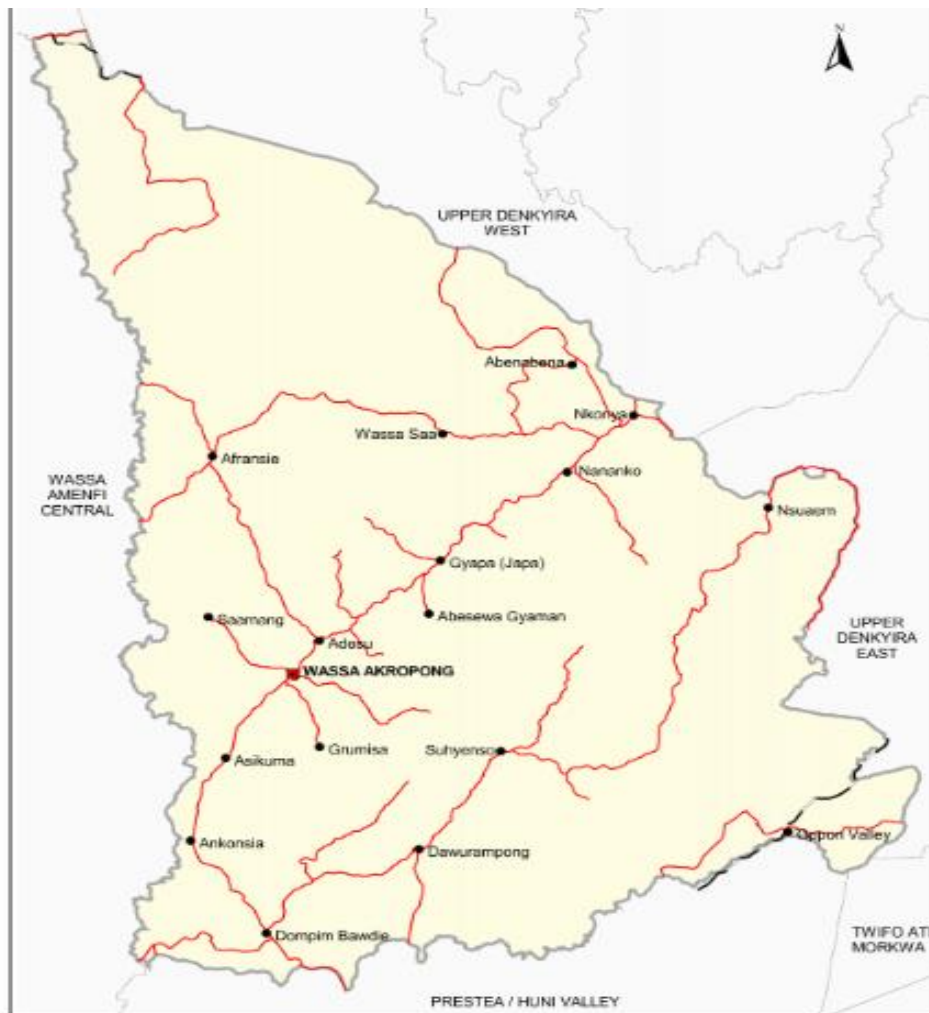 N
UPPER DENKYIRA
WEST
Abenabena
Nkonya
Wassa Saa
Afransie
Nananko
WASSA
AMENFI
CENTRAL
Nsuaem
Gyapa (Japa)
Saamang
Abesewa Gyaman
UPPER
DENKYIRA
EAST
Adesu
WASSA AKROPONG
Grumisa
Suhyenso
Asikuma
Oppon Valley
Ankonsia
Dawurampong
Dompim Bawdie
TWIFO ATI
MORKWA
PRESTEA / HUNI VALLEY